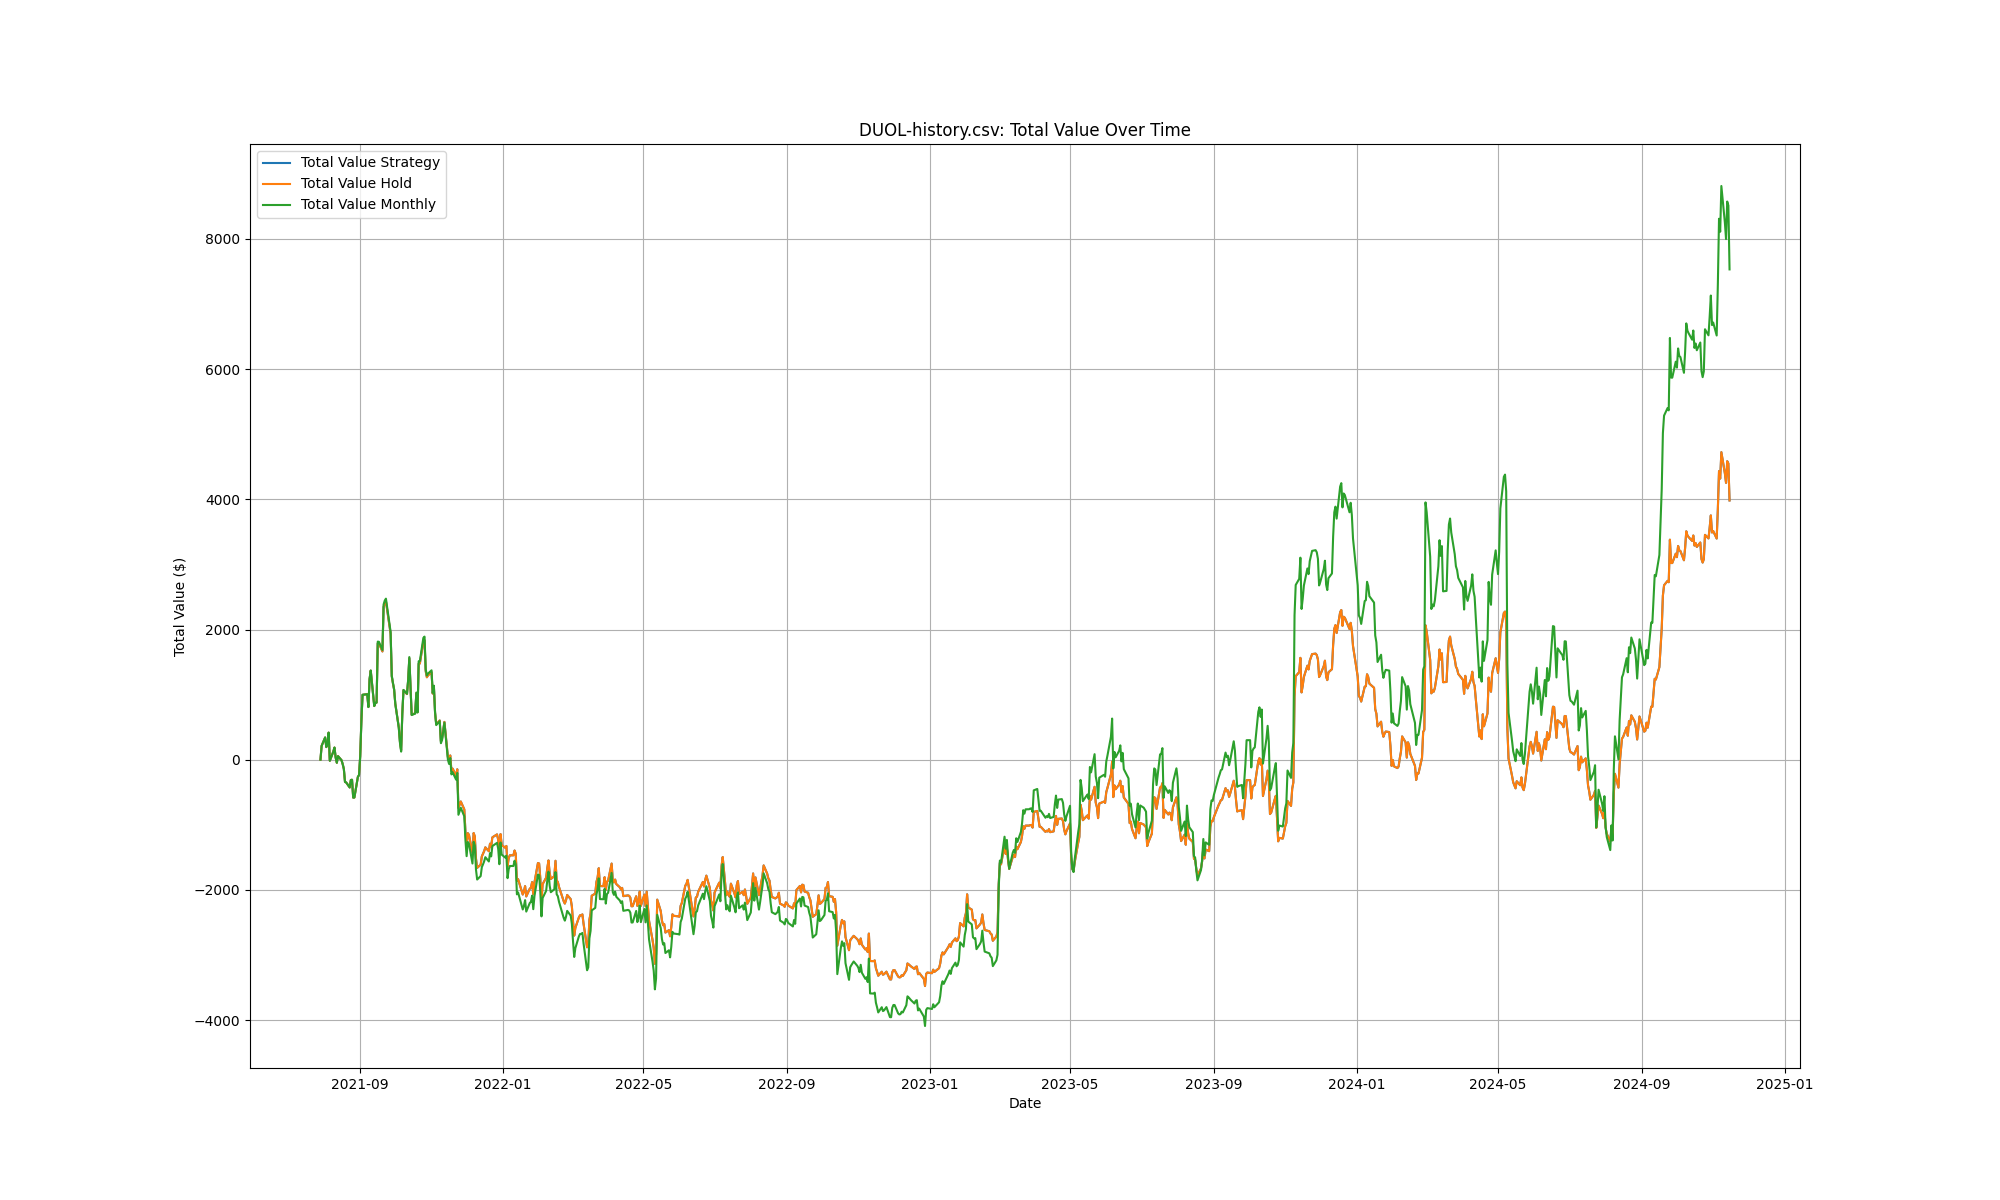 DUOL-history.csv: Total Value Over Time
Total Value Strategy
Total Value Hold
Total Value Monthly
8000
6000
4000
2000
0
−2000
−4000
Total Value ($)
2021-09 2022-01 2022-05 2022-09 2023-01 2023-05 2023-09 2024-01 2024-05 2024-09 2025-01
Date